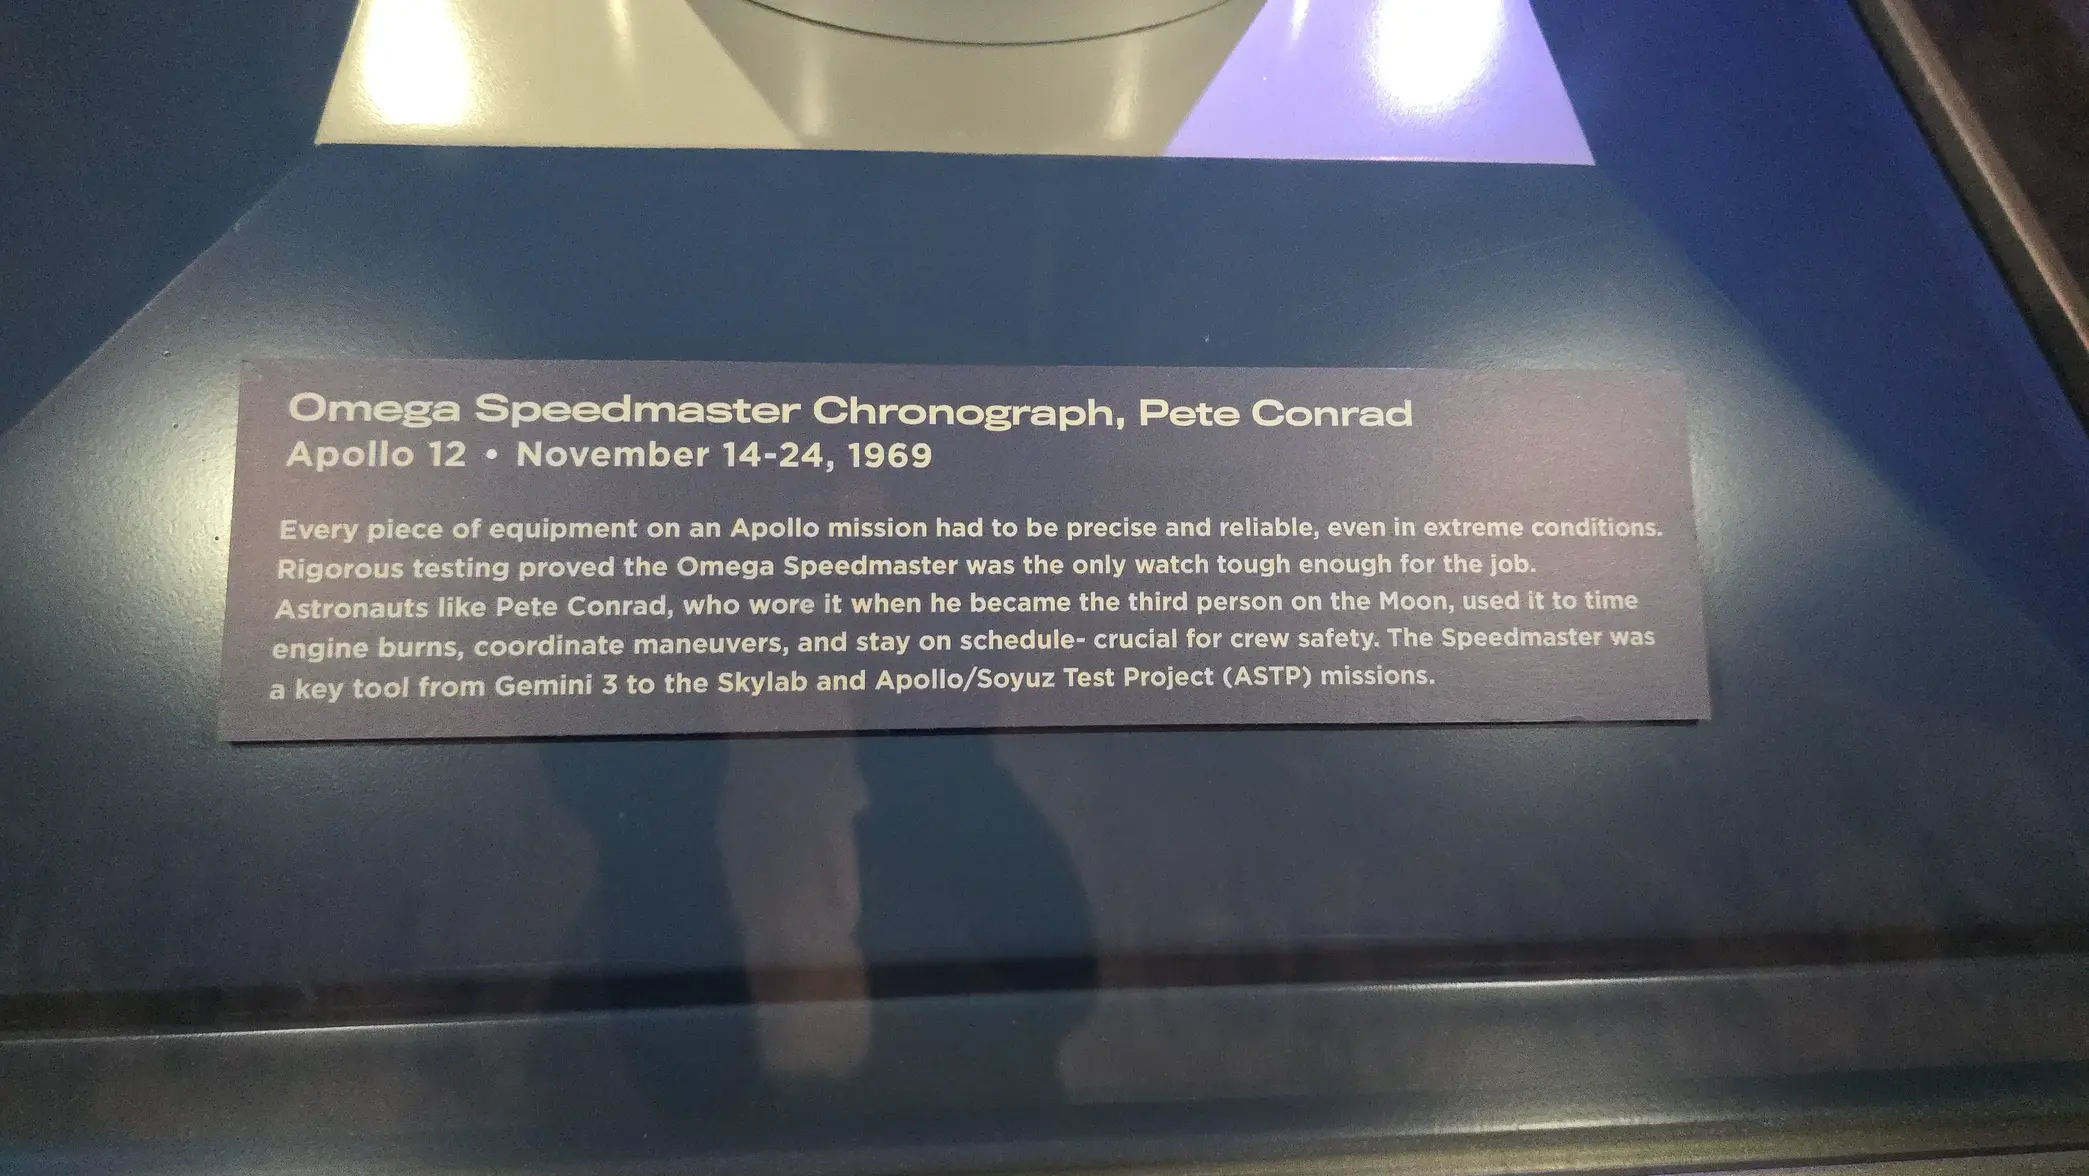 Omega Speedmaster Chronograph, Pete Conrad
Apollo 12 • November 14-24, 1969
Every piece of equipment on an Apollo mission had to be precise and reliable, even in extreme conditions.
Rigorous testing proved the Omega Speedmaster was the only watch tough enough for the job.
Astronauts like Pete Conrad, who wore it when he became the third person on the Moon, used it to time
engine burns, coordinate maneuvers, and stay on schedule- crucial for crew safety. The Speedmaster was
a key tool from Gemini 3 to the Skylab and Apollo/Soyuz Test Project (ASTP) missions.